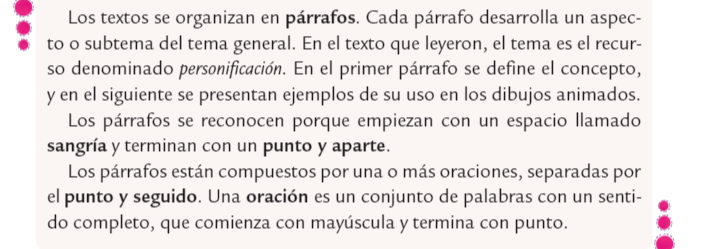 Los textos se organizan en párrafos. Cada párrafo desarrolla un aspec-
to o subtema del tema general. En el texto que leyeron, el tema es el recur-
so denominado personificación. En el primer párrafo se define el concepto,
y en el siguiente se presentan ejemplos de su uso en los dibujos animados.
Los párrafos se reconocen porque empiezan con un espacio llamado
sangría y terminan con un punto y aparte.
Los párrafos están compuestos por una o más oraciones, separadas por
el punto y seguido. Una oración es un conjunto de palabras con un senti-
do completo, que comienza con mayúscula y termina con punto.